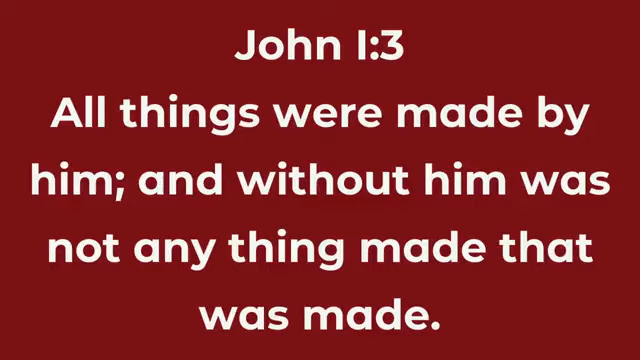 John 1:3
All things were made by
him; and without him was
not any thing made that
was made.